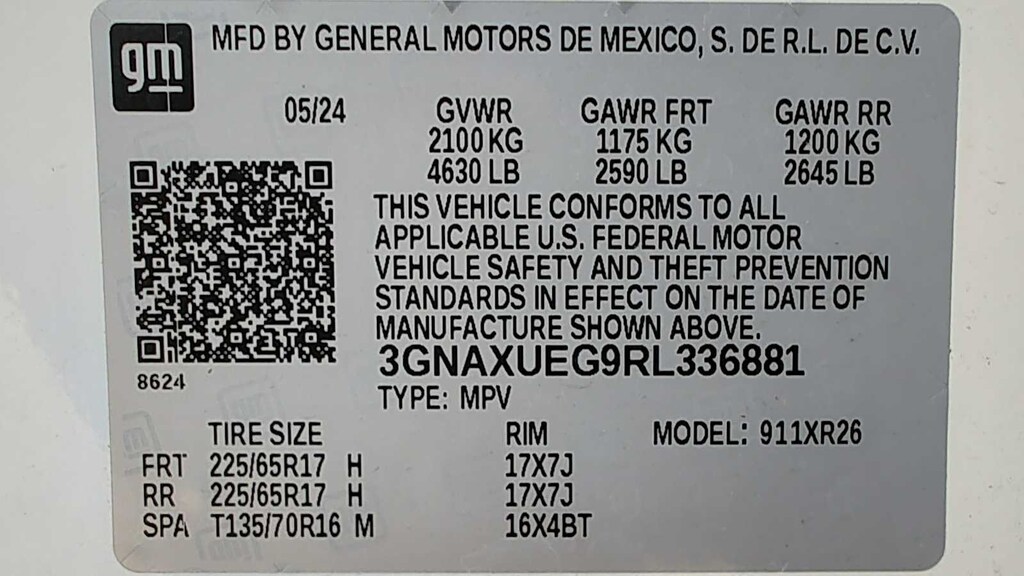 gm
MFD BY GENERAL MOTORS DE MEXICO, S. DE R.L. DE C.V.
05/24 GVWR GAWR FRT GAWR RR
2100 KG 1175 KG 1200 KG
4630 LB 2590 LB 2645 LB
THIS VEHICLE CONFORMS TO ALL
APPLICABLE U.S. FEDERAL MOTOR
VEHICLE SAFETY AND THEFT PREVENTION
STANDARDS IN EFFECT ON THE DATE OF
MANUFACTURE SHOWN ABOVE.
3GNAXUEG9RL336881
8624
TYPE: MPV
TIRE SIZE RIM MODEL: 911XR26
FRT 225/65R17 H 17X7J
RR 225/65R17 H 17X7J
SPA T135/70R16 M 16X4BT